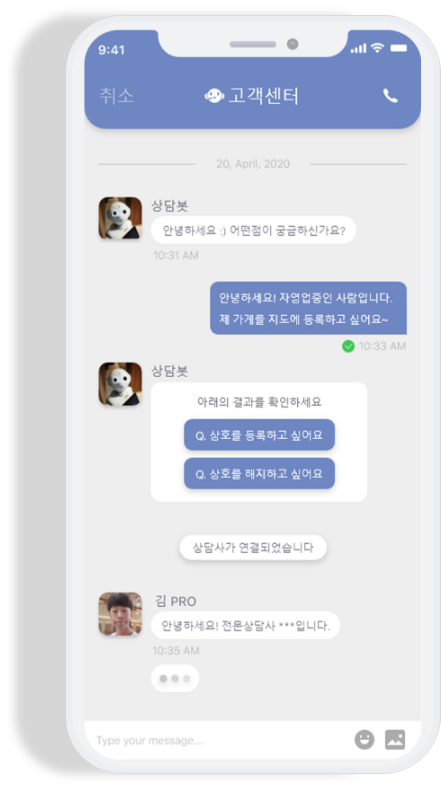 9:41
취소
고객센터
20, April, 2020
상담봇
안녕하세요 :) 어떤점이 궁금하신가요?
10:31 AM
안녕하세요! 자영업중인 사람입니다.
제 가게를 지도에 등록하고 싶어요~
10:33 AM
상담봇
아래의 결과를 확인하세요
Q. 상호를 등록하고 싶어요
Q. 상호를 해지하고 싶어요
상담사가 연결되었습니다
김 PRO
안녕하세요! 전문상담사 ***입니다.
10:35 AM
Type your message...